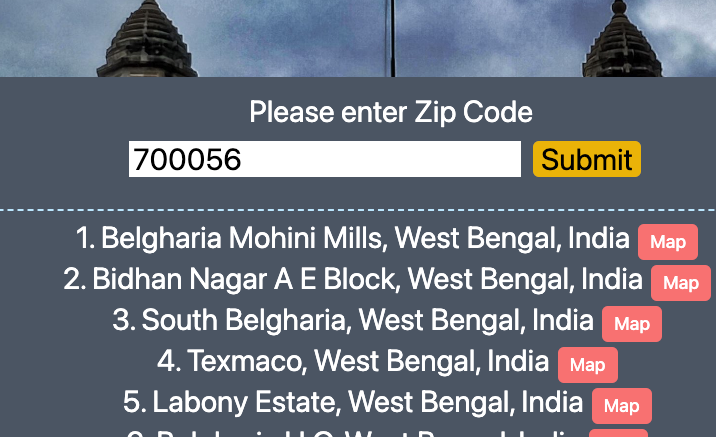 Please enter Zip Code
700056 Submit
1. Belgharia Mohini Mills, West Bengal, India Map
2. Bidhan Nagar A E Block, West Bengal, India Map
3. South Belgharia, West Bengal, India Map
4. Texmaco, West Bengal, India Map
5. Labony Estate, West Bengal, India Map